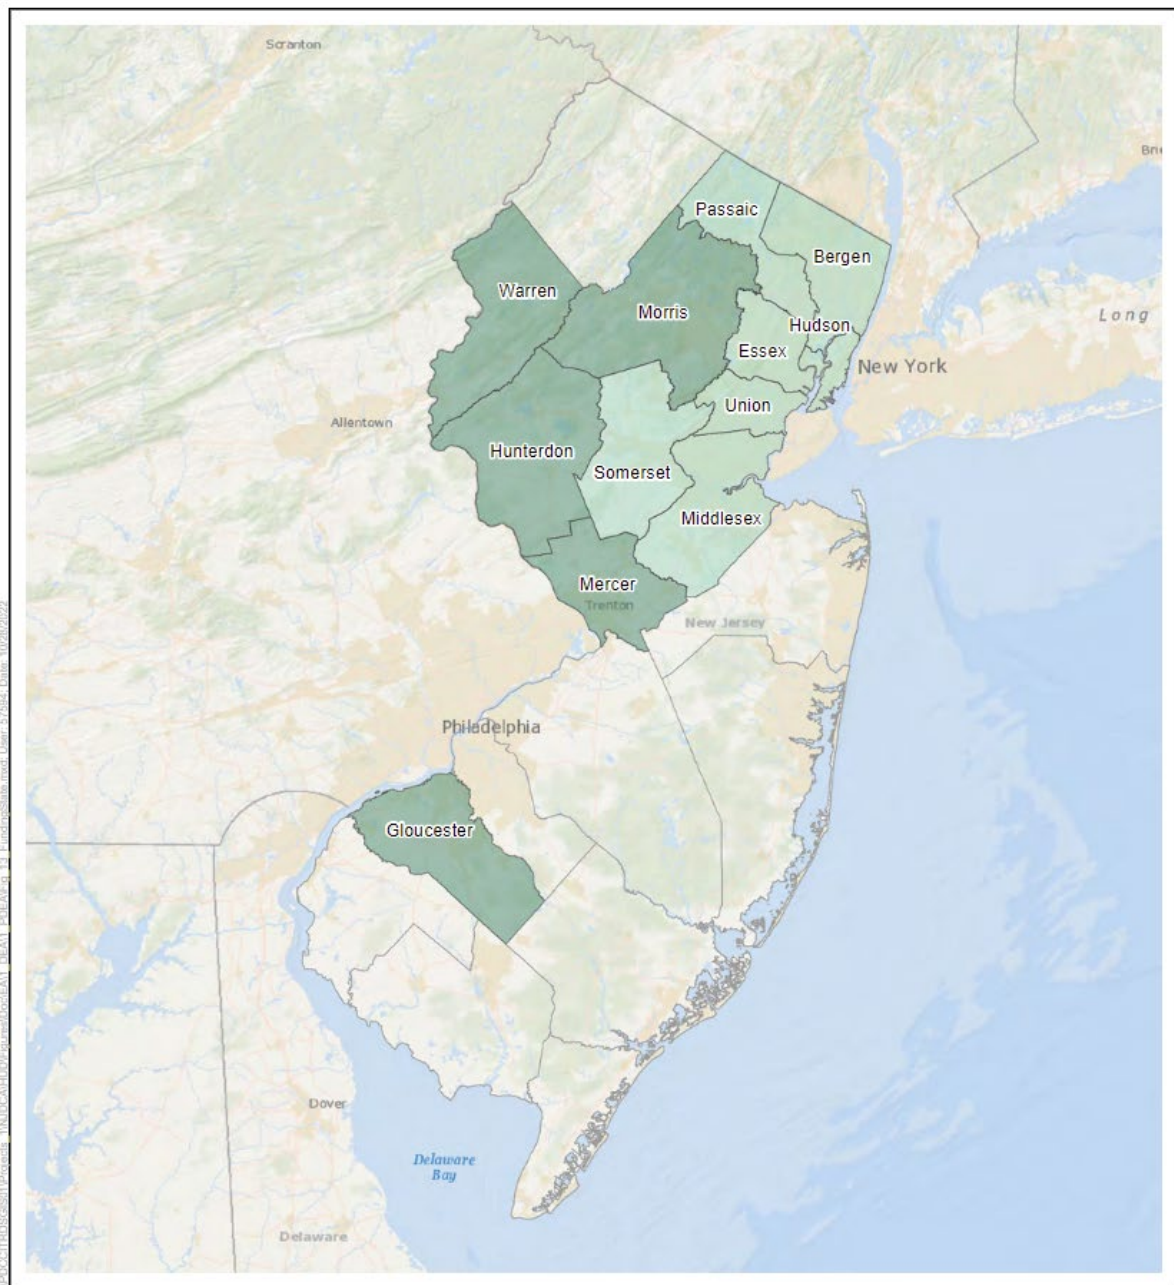 Scranton
Passaic
Bergen
Warren
Morris
Hudson
Essex
Long
New York
Union
Allentown
Hunterdon
Somerset
Middlesex
Mercer
Trenton
New Jersey
Philadelphia
Gloucester
Dover
Delaware
Bay
Delaware